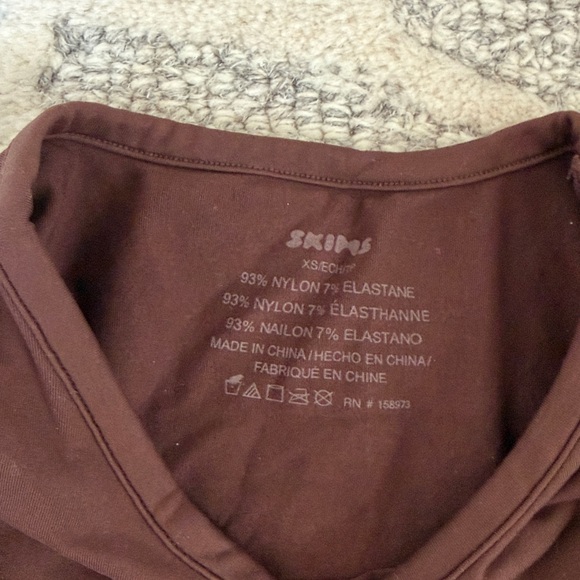 SKIMS
XS/ECH/TP
93% NYLON 7% ELASTANE
93% NYLON 7% ÉLASTHANNE
93% NAILON 7% ELASTANO
MADE IN CHINA/HECHO EN CHINA/
FABRIQUÉ EN CHINE
RN # 158973